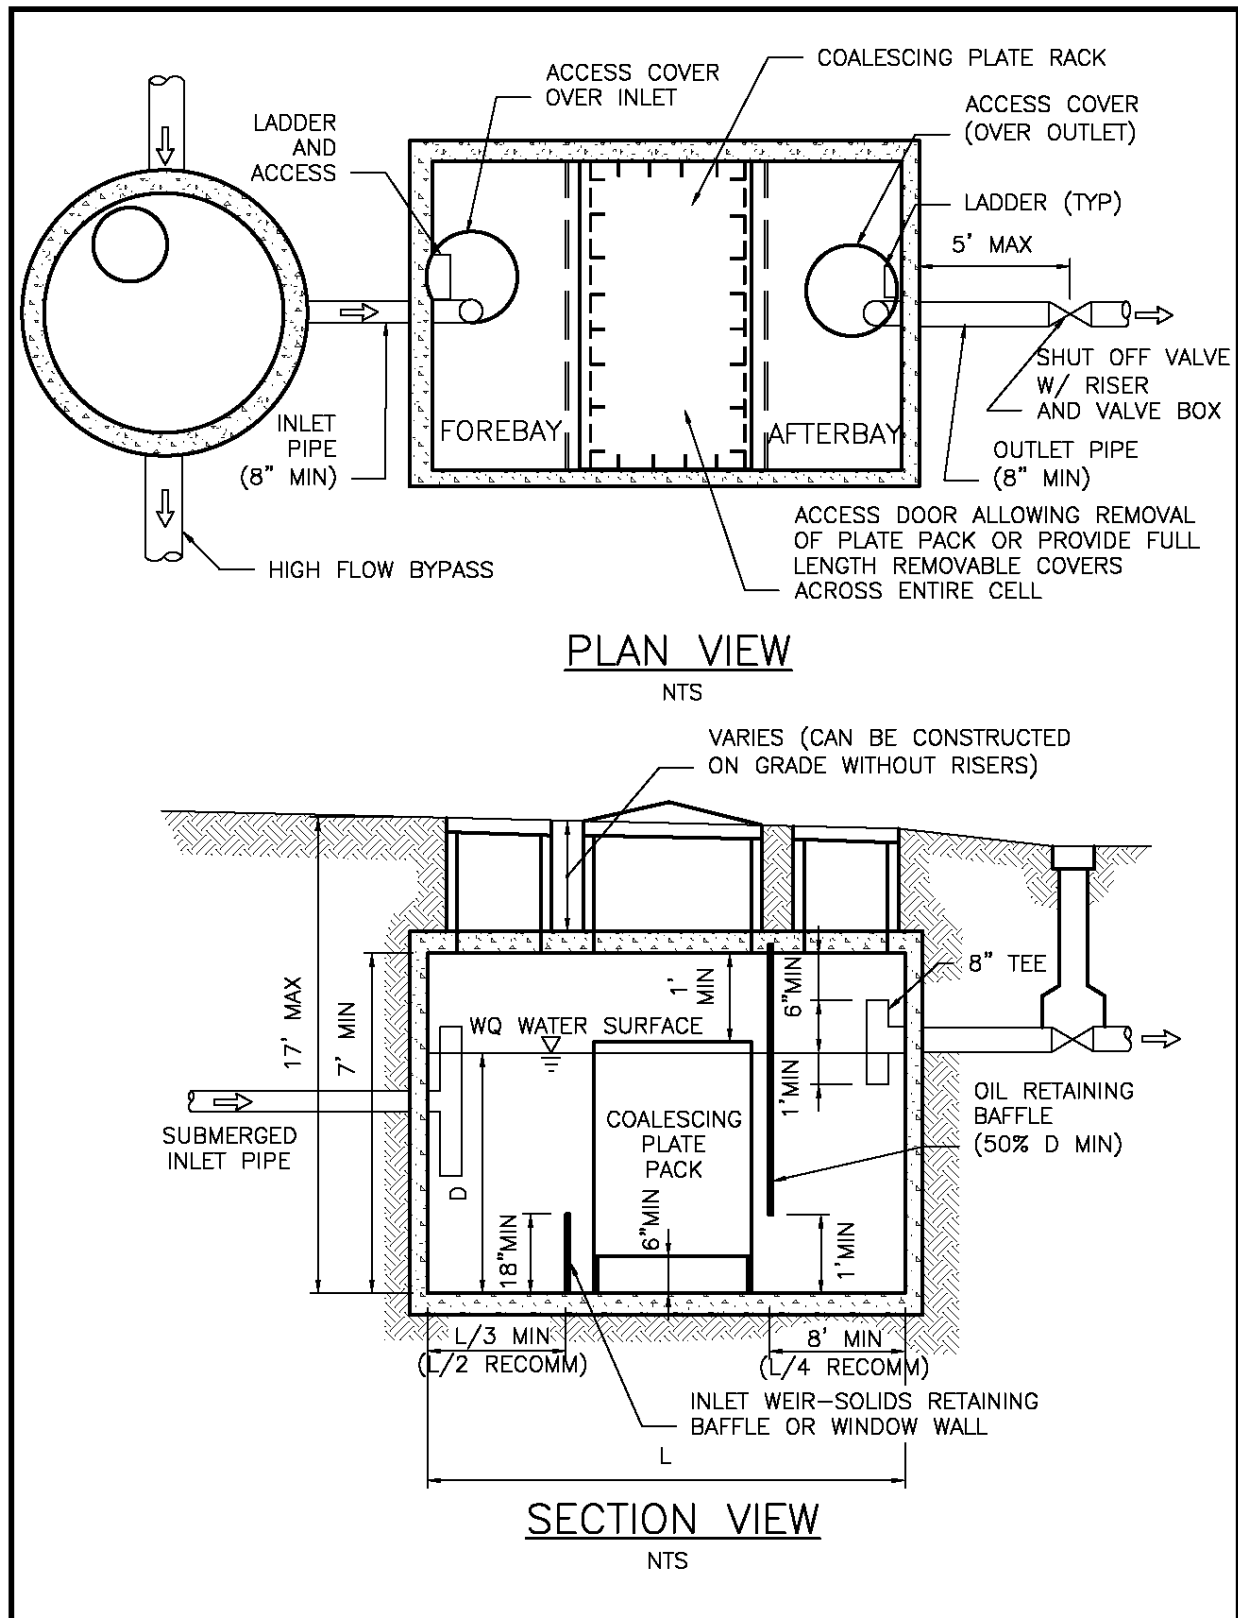 COALESCING PLATE RACK
ACCESS COVER
OVER INLET
ACCESS COVER
(OVER OUTLET)
LADDER
AND
ACCESS
LADDER (TYP)
5' MAX
SHUT OFF VALVE
W/ RISER
AND VALVE BOX
INLET
PIPE
(8" MIN)
FOREBAY
AFTERBAY
OUTLET PIPE
(8" MIN)
HIGH FLOW BYPASS
ACCESS DOOR ALLOWING REMOVAL
OF PLATE PACK OR PROVIDE FULL
LENGTH REMOVABLE COVERS
ACROSS ENTIRE CELL
PLAN VIEW
NTS
VARIES (CAN BE CONSTRUCTED
ON GRADE WITHOUT RISERS)
17' MAX
7' MIN
1'
MIN
6"MIN
8" TEE
WQ WATER SURFACE
1'MIN
SUBMERGED
INLET PIPE
D
COALESCING
PLATE
PACK
OIL RETAINING
BAFFLE
(50% D MIN)
18"MIN
6"MIN
1'MIN
L/3 MIN
(L/2 RECOMM)
8' MIN
(L/4 RECOMM)
INLET WEIR-SOLIDS RETAINING
BAFFLE OR WINDOW WALL
L
SECTION VIEW
NTS